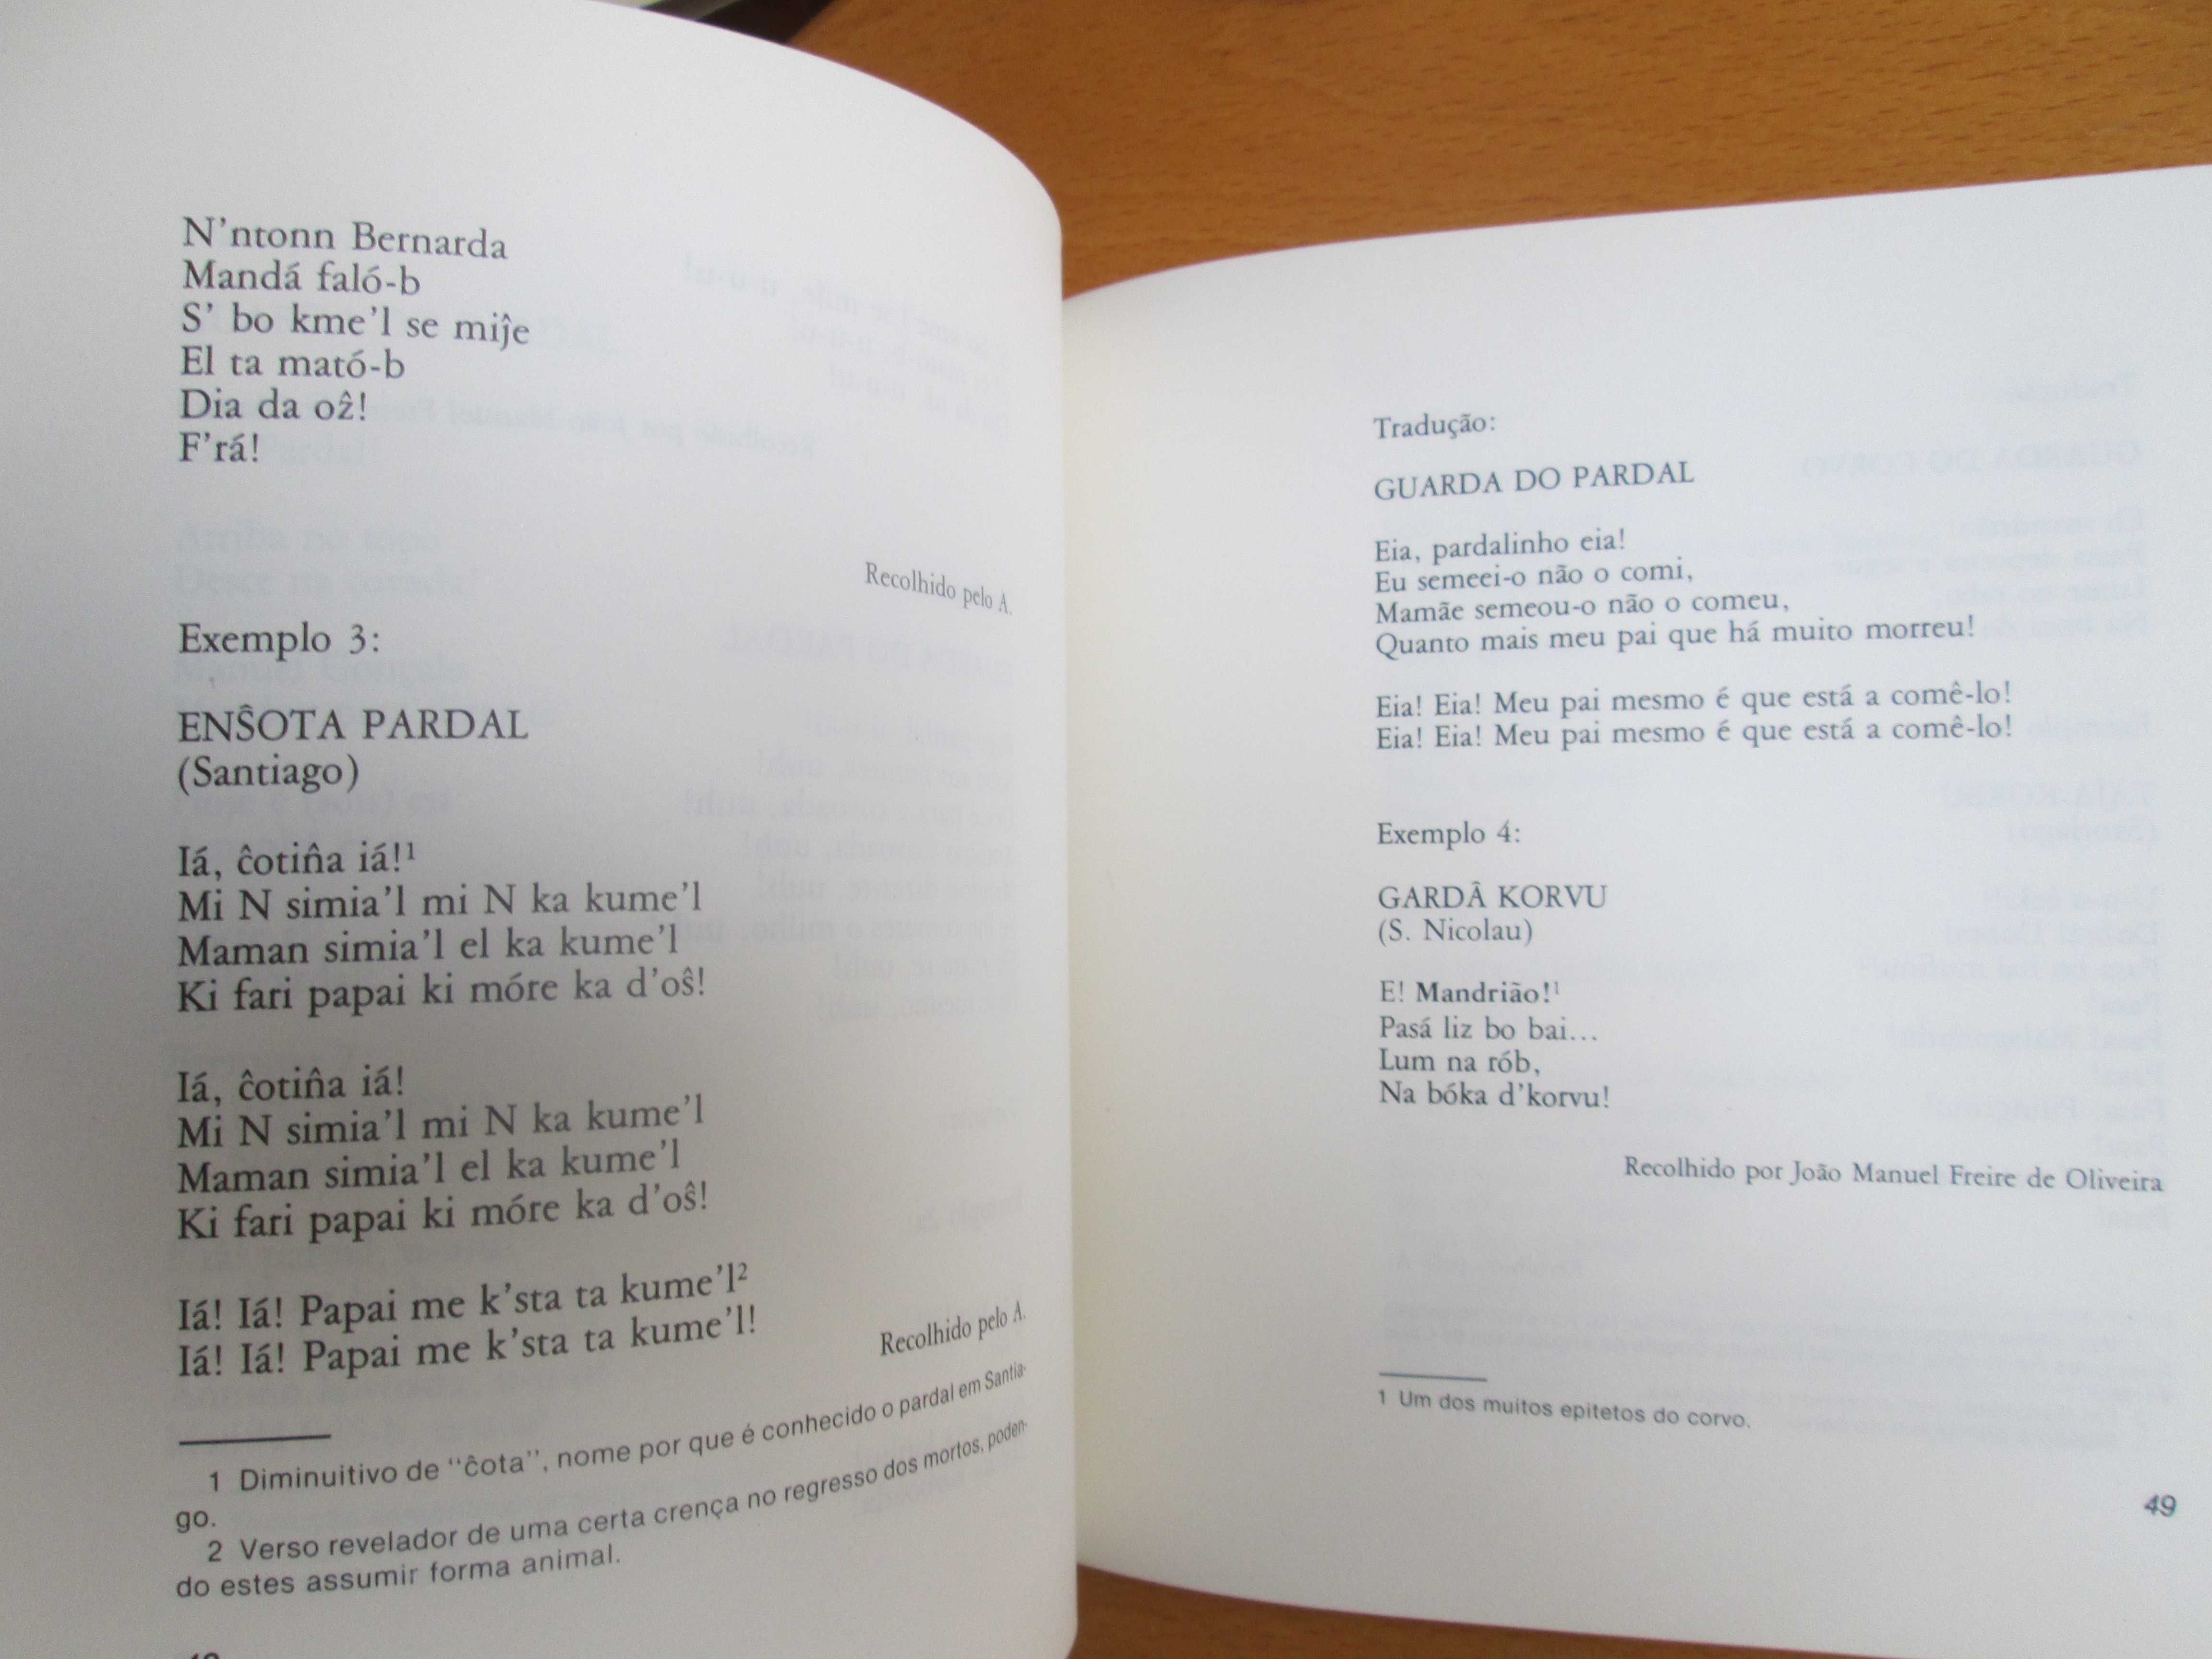 N'ntonn Bernarda
Mandá faló-b
S' bo kme'l se miĵe
El ta mató-b
Dia da oẑ!
F'rá!
Recolhido pelo A.
Exemplo 3:
ENŜOTA PARDAL
(Santiago)
Iá, ĉotin̂a iá!¹
Mi N simia'l mi N ka kume'l
Maman simia'l el ka kume'l
Ki fari papai ki móre ka d'oŝ!
Iá, ĉotin̂a iá!
Mi N simia'l mi N ka kume'l
Maman simia'l el ka kume'l
Ki fari papai ki móre ka d'oŝ!
Iá! Iá! Papai me k'sta ta kume'l²
Iá! Iá! Papai me k'sta ta kume'l!
Recolhido pelo A.
1 Diminuitivo de "ĉota", nome por que é conhecido o pardal em Santia-
go.
2 Verso revelador de uma certa crença no regresso dos mortos, poden-
do estes assumir forma animal.
Tradução:
GUARDA DO PARDAL
Eia, pardalinho eia!
Eu semeei-o não o comi,
Mamãe semeou-o não o comeu,
Quanto mais meu pai que há muito morreu!
Eia! Eia! Meu pai mesmo é que está a comê-lo!
Eia! Eia! Meu pai mesmo é que está a comê-lo!
Exemplo 4:
GARDÂ KORVU
(S. Nicolau)
E! Mandrião!¹
Pasá liz bo bai...
Lum na rób,
Na bóka d'korvu!
Recolhido por João Manuel Freire de Oliveira
1 Um dos muitos epitetos do corvo.
49